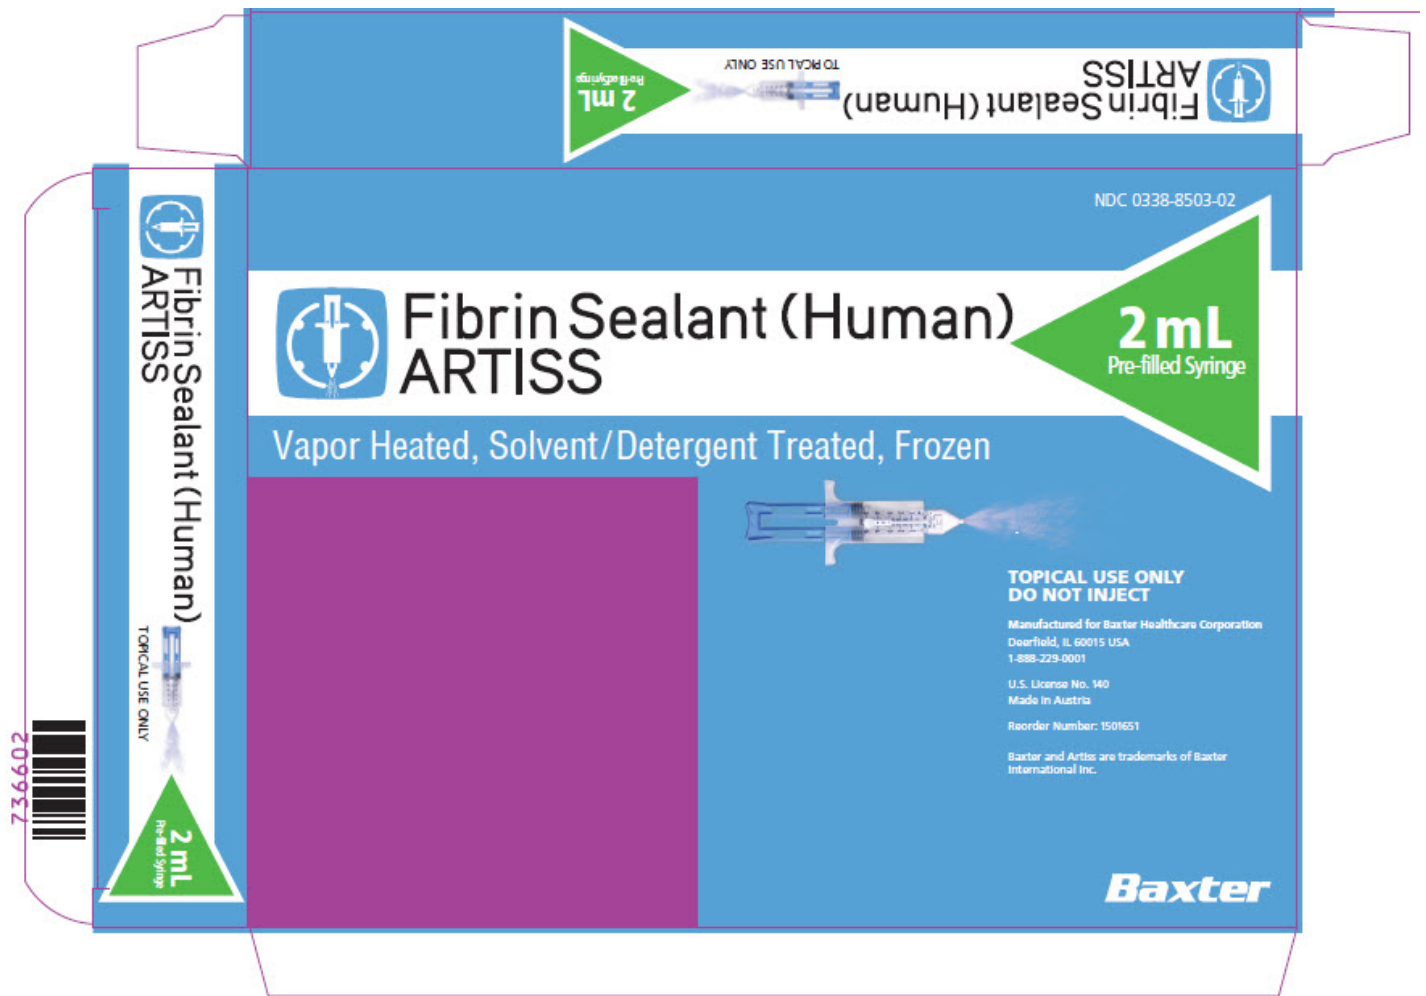 TOPICAL USE ONLY
2 mL
Pre-filled Syringe
Fibrin Sealant (Human)
ARTISS
NDC 0338-8503-02
Fibrin Sealant (Human)
ARTISS
2 mL
Pre-filled Syringe
Vapor Heated, Solvent/Detergent Treated, Frozen
TOPICAL USE ONLY
DO NOT INJECT
Manufactured for Baxter Healthcare Corporation
Deerfield, IL 60015 USA
1-888-229-0001
U.S. License No. 140
Made in Austria
Reorder Number: 1501651
Baxter and Artiss are trademarks of Baxter
International Inc.
Baxter
Fibrin Sealant (Human)
ARTISS
TOPICAL USE ONLY
2 mL
Pre-filled Syringe
736602